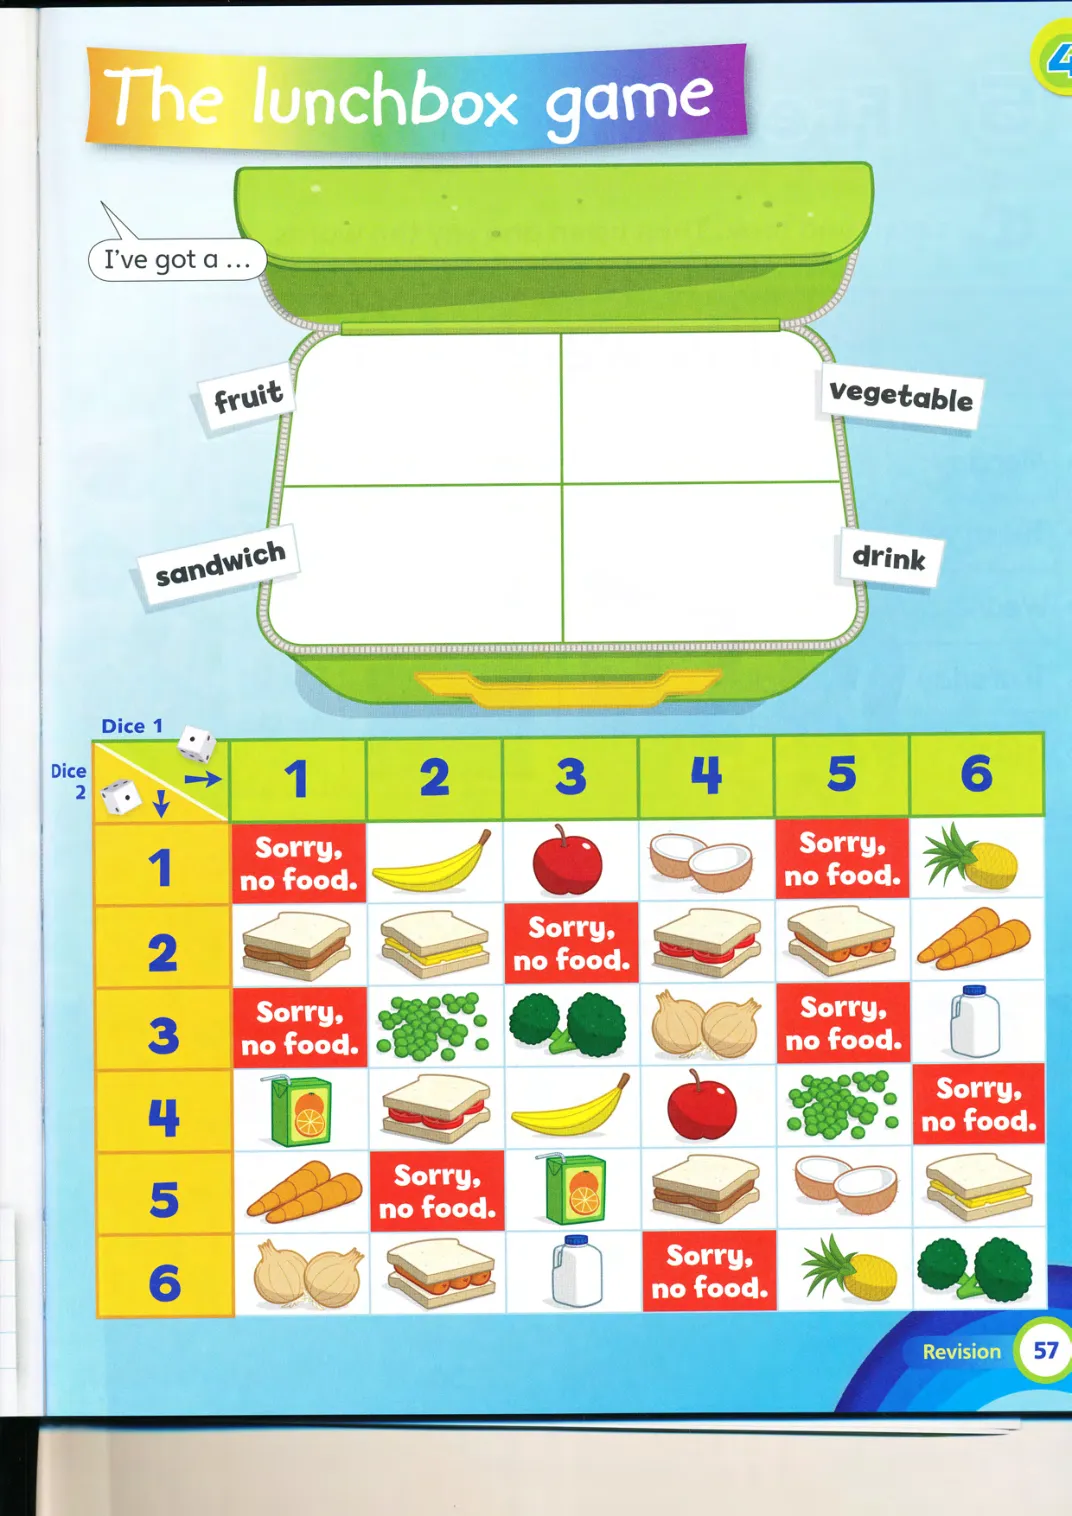 The lunchbox game
4
I've got a ...
fruit
vegetable
sandwich
drink
Dice 1
Dice
2
1 2 3 4 5 6
1
Sorry,
no food.
Sorry,
no food.
2
Sorry,
no food.
3
Sorry,
no food.
Sorry,
no food.
4
Sorry,
no food.
5
Sorry,
no food.
6
Sorry,
no food.
Revision 57